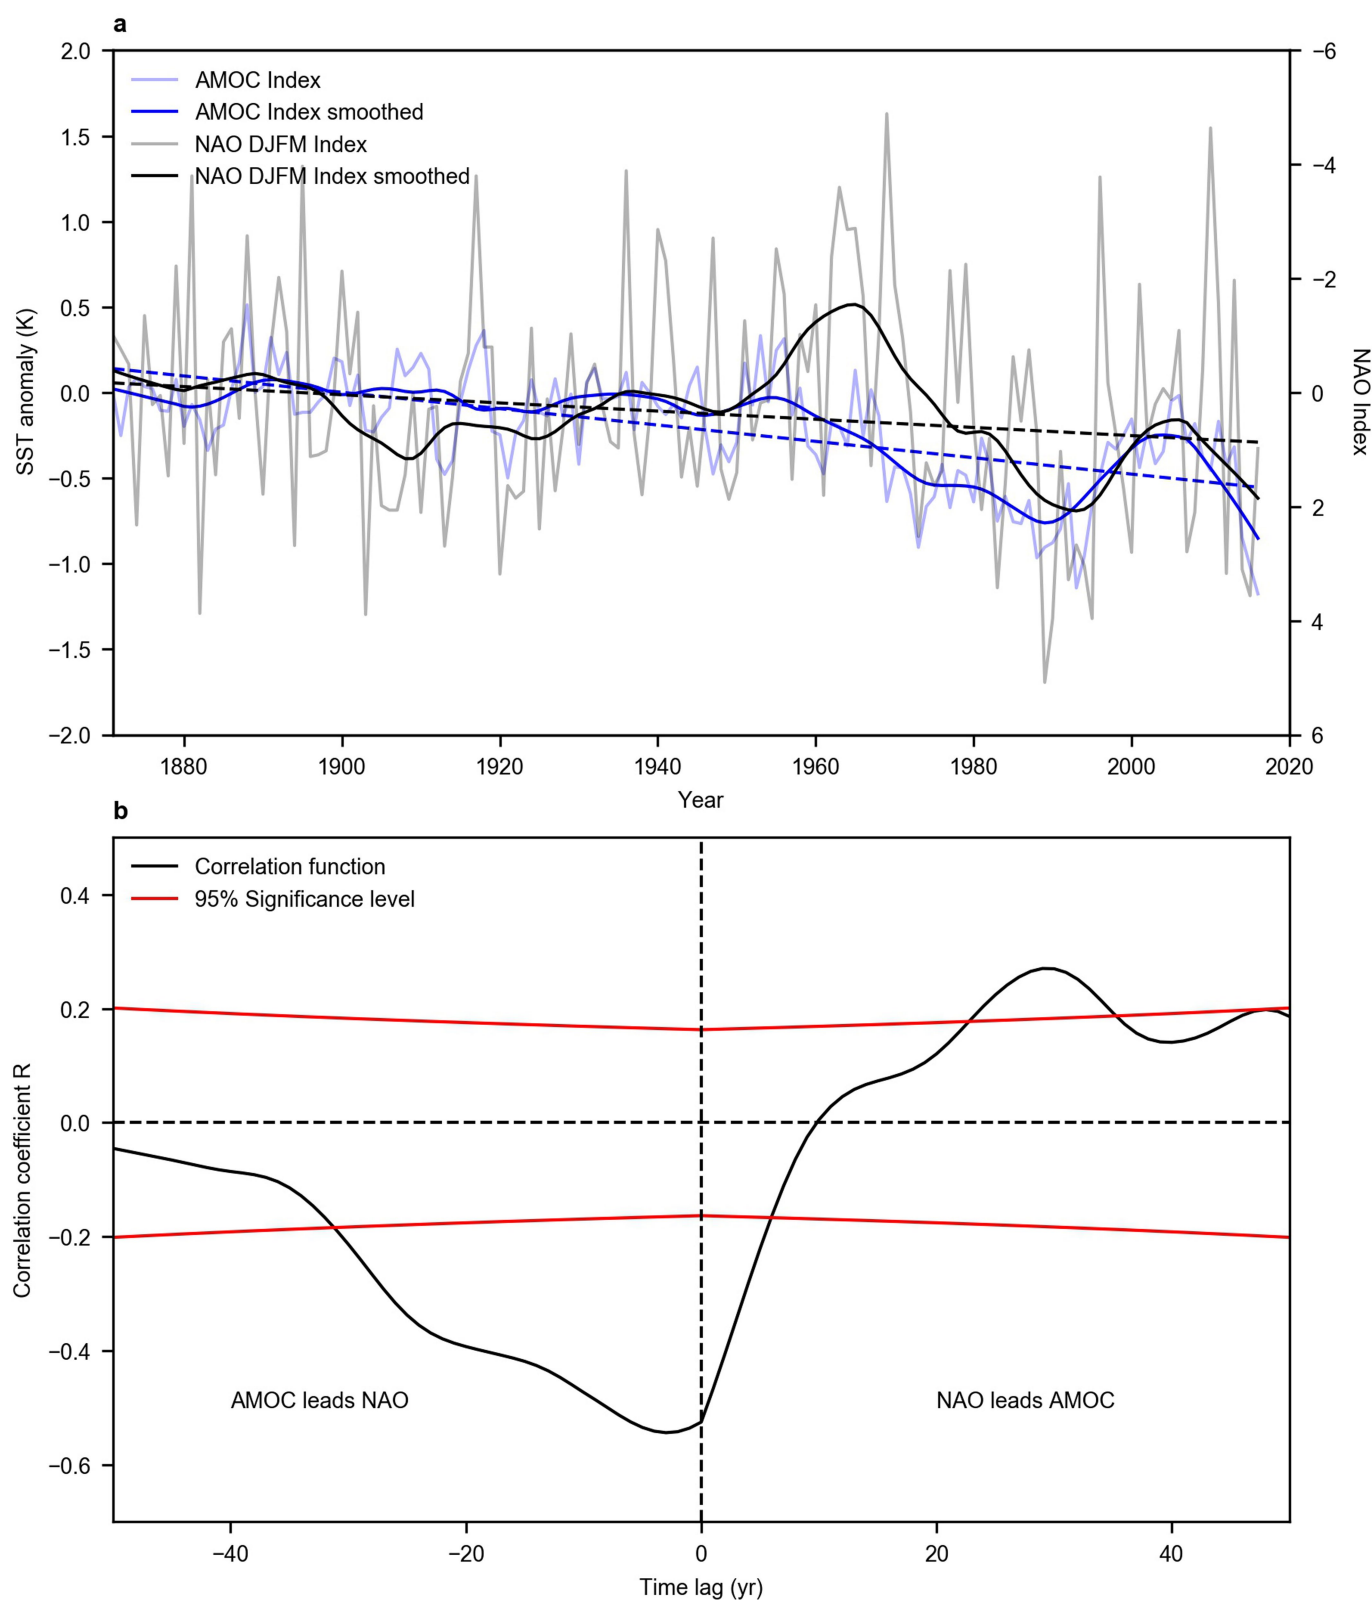 a
AMOC Index
AMOC Index smoothed
NAO DJFM Index
NAO DJFM Index smoothed
2.0
1.5
1.0
0.5
0.0
−0.5
−1.0
−1.5
−2.0
SST anomaly (K)
−6
−4
−2
0
2
4
6
NAO Index
1880 1900 1920 1940 1960 1980 2000 2020
Year
b
Correlation function
95% Significance level
0.4
0.2
0.0
−0.2
−0.4
−0.6
Correlation coefficient R
AMOC leads NAO NAO leads AMOC
−40 −20 0 20 40
Time lag (yr)